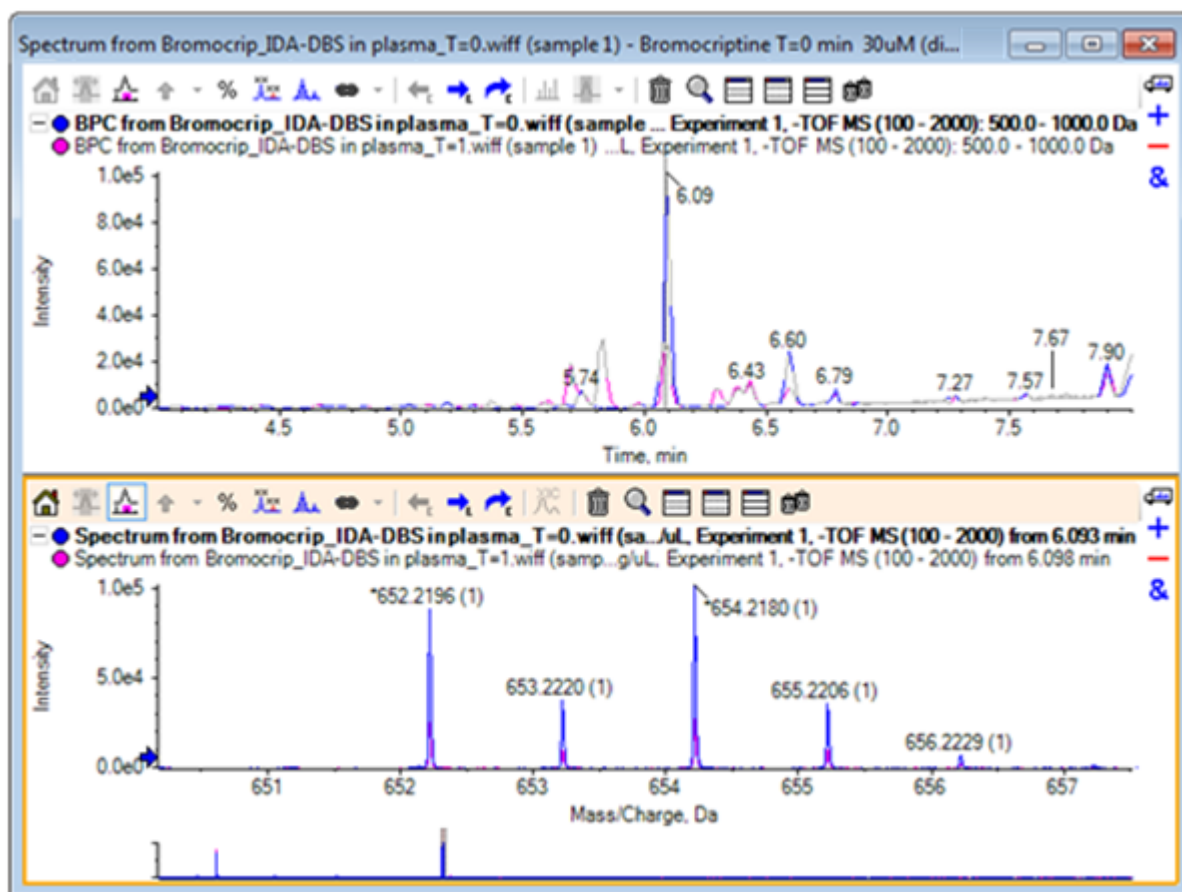 Spectrum from Bromocrip_IDA-DBS in plasma_T=0.wiff (sample 1) - Bromocriptine T=0 min 30uM (di...
%
BPC from Bromocrip_IDA-DBS in plasma_T=0.wiff (sample ... Experiment 1, -TOF MS (100 - 2000): 500.0 - 1000.0 Da
BPC from Bromocrip_IDA-DBS in plasma_T=1.wiff (sample 1) ...L, Experiment 1, -TOF MS (100 - 2000): 500.0 - 1000.0 Da
&
Intensity
1.0e5
8.0e4
6.0e4
4.0e4
2.0e4
0.0e0
5.74
6.09
6.43
6.60
6.79
7.27
7.57
7.67
7.90
4.5 5.0 5.5 6.0 6.5 7.0 7.5
Time, min
%
Spectrum from Bromocrip_IDA-DBS in plasma_T=0.wiff (sa.../uL, Experiment 1, -TOF MS (100 - 2000) from 6.093 min
Spectrum from Bromocrip_IDA-DBS in plasma_T=1.wiff (samp...g/uL, Experiment 1, -TOF MS (100 - 2000) from 6.098 min
&
Intensity
1.0e5
5.0e4
0.0e0
*652.2196 (1)
653.2220 (1)
*654.2180 (1)
655.2206 (1)
656.2229 (1)
651 652 653 654 655 656 657
Mass/Charge, Da